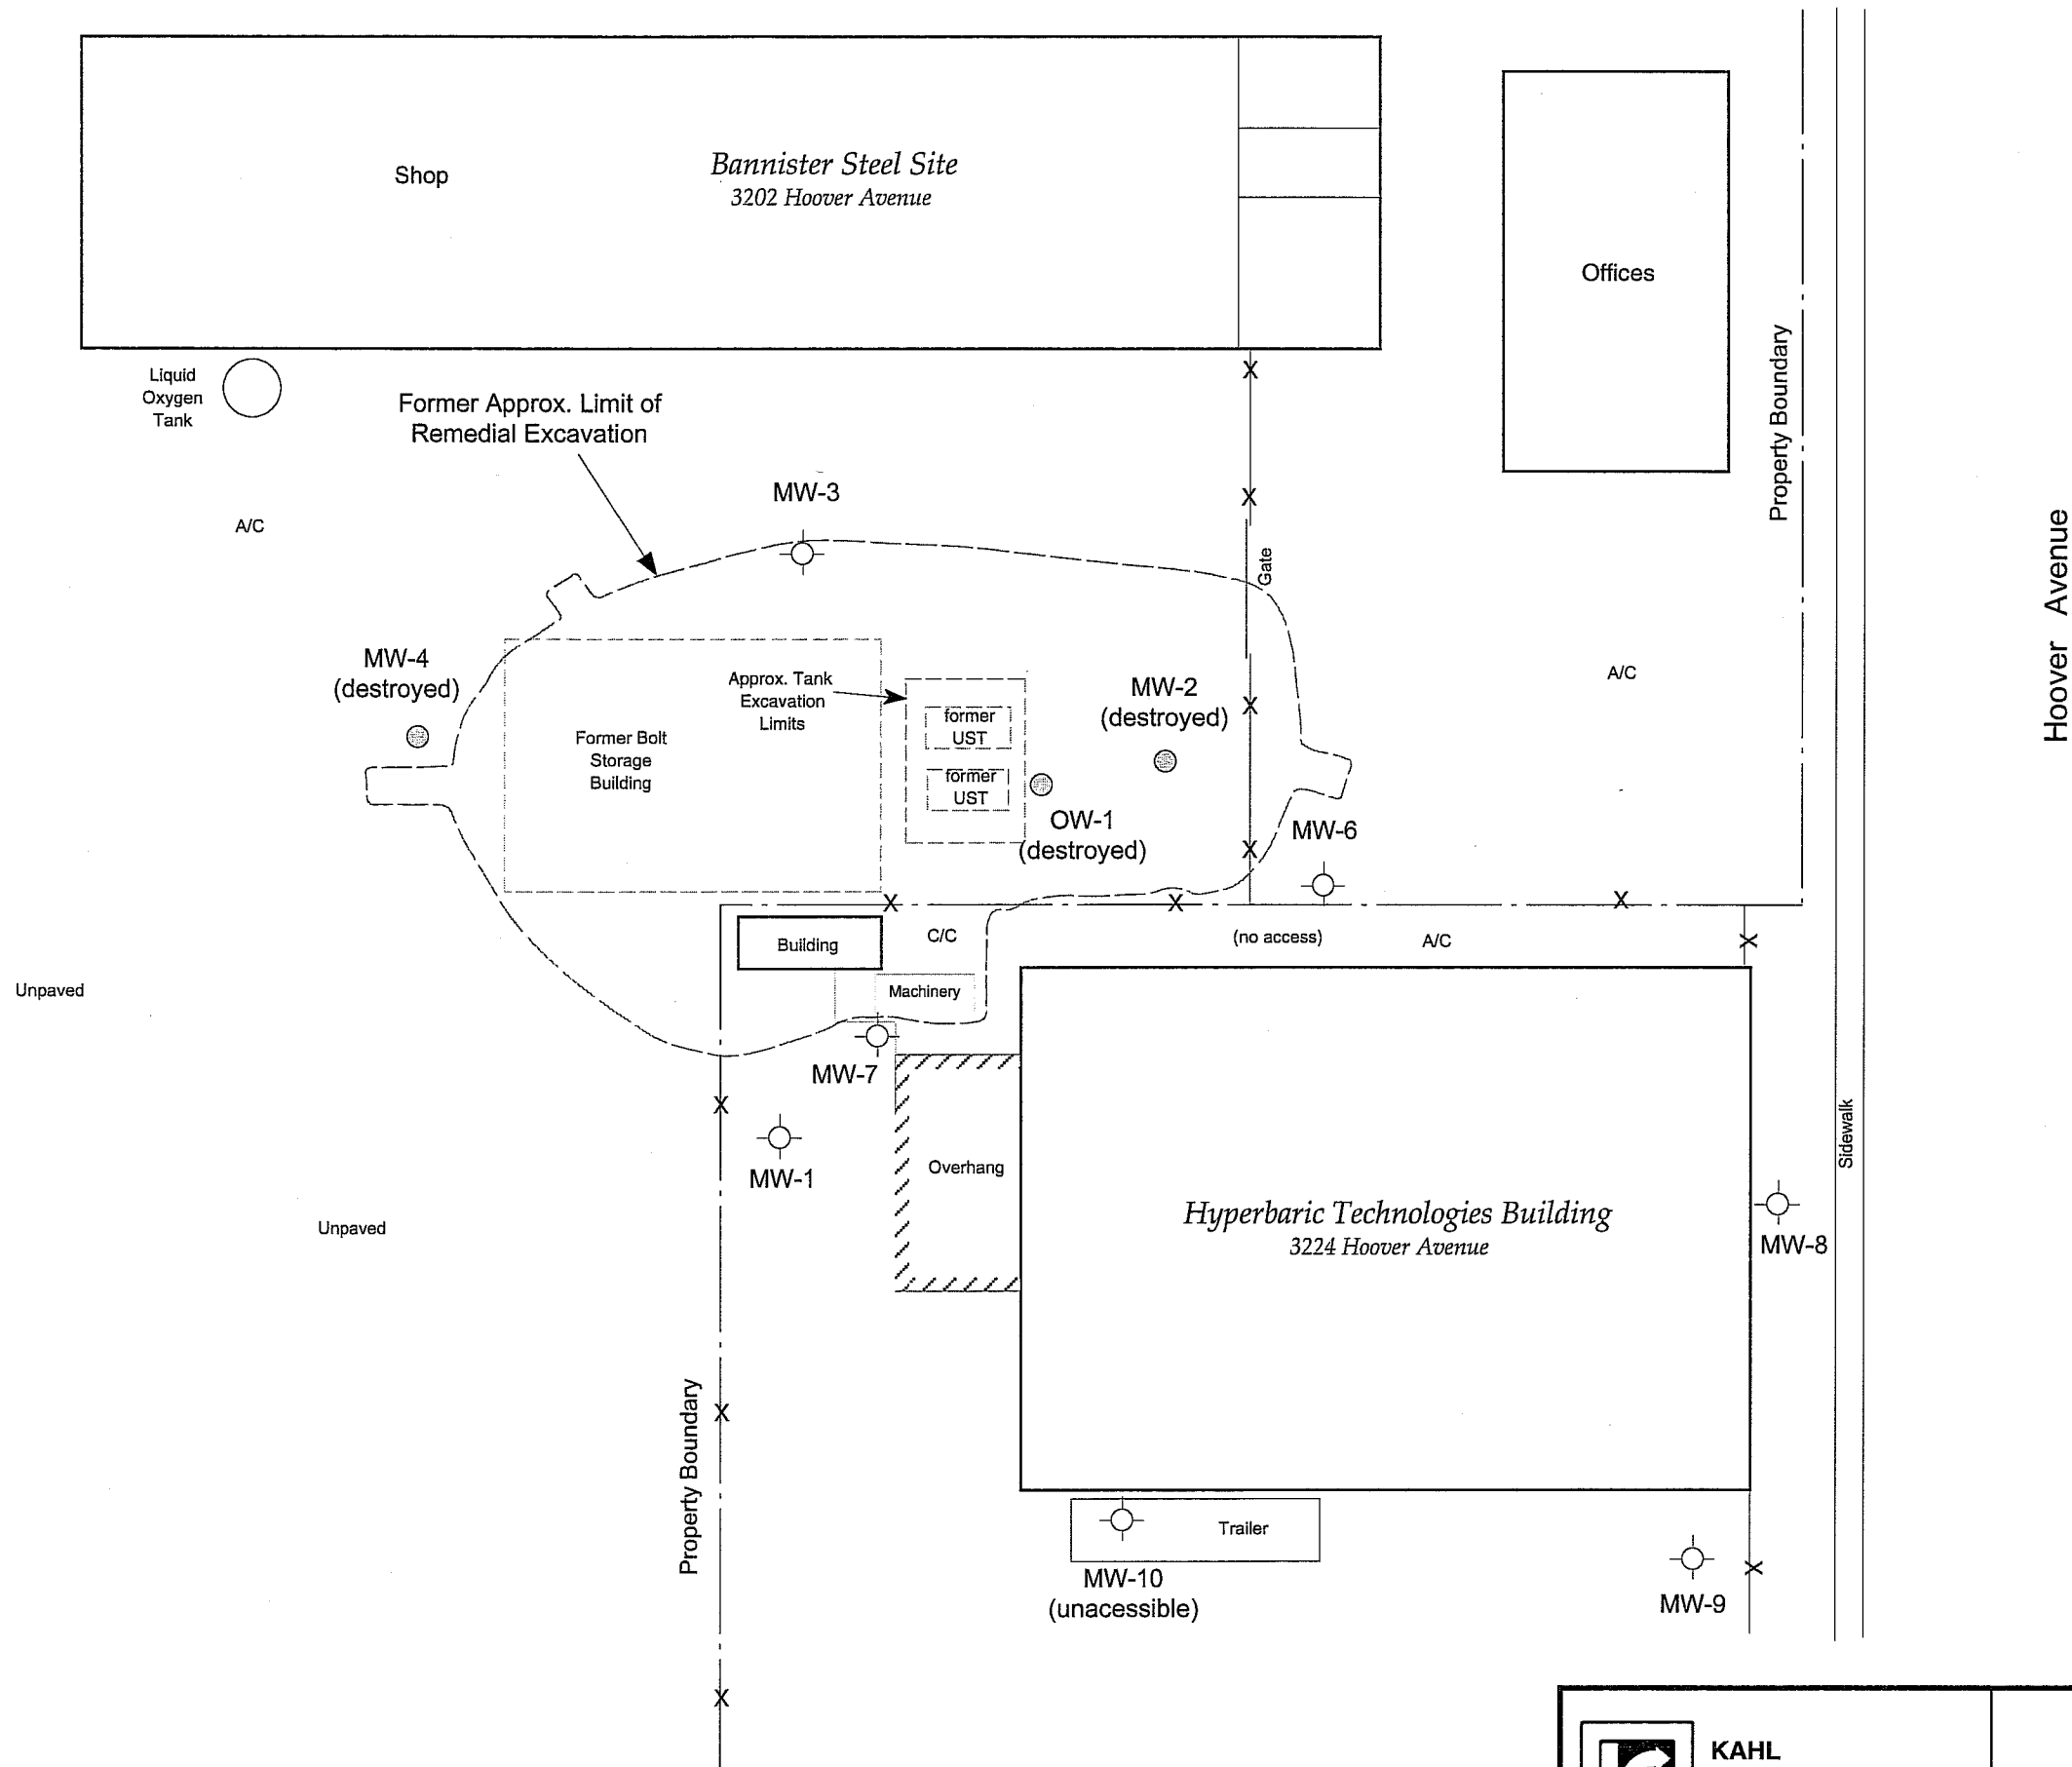 Shop
Bannister Steel Site
3202 Hoover Avenue
Offices
Liquid
Oxygen
Tank
Former Approx. Limit of
Remedial Excavation
Property Boundary
MW-3
A/C
Gate
Hoover Avenue
MW-4
(destroyed)
Approx. Tank
Excavation
Limits
former
UST
former
UST
MW-2
(destroyed)
A/C
Former Bolt
Storage
Building
OW-1
(destroyed)
MW-6
Building
C/C
(no access)
A/C
Unpaved
Machinery
MW-7
Sidewalk
MW-1
Overhang
Unpaved
Hyperbaric Technologies Building
3224 Hoover Avenue
MW-8
Property Boundary
Trailer
MW-10
(unacessible)
MW-9
KAHL
X
X
X
X
X
X
X
X
X
X
X
X